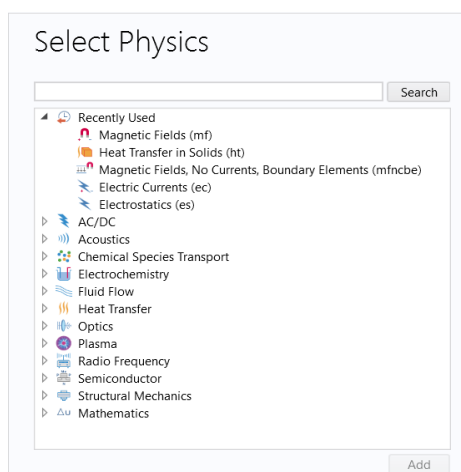 Select Physics
Search
Recently Used
Magnetic Fields (mf)
Heat Transfer in Solids (ht)
Magnetic Fields, No Currents, Boundary Elements (mfncbe)
Electric Currents (ec)
Electrostatics (es)
AC/DC
Acoustics
Chemical Species Transport
Electrochemistry
Fluid Flow
Heat Transfer
Optics
Plasma
Radio Frequency
Semiconductor
Structural Mechanics
Δu Mathematics
Add